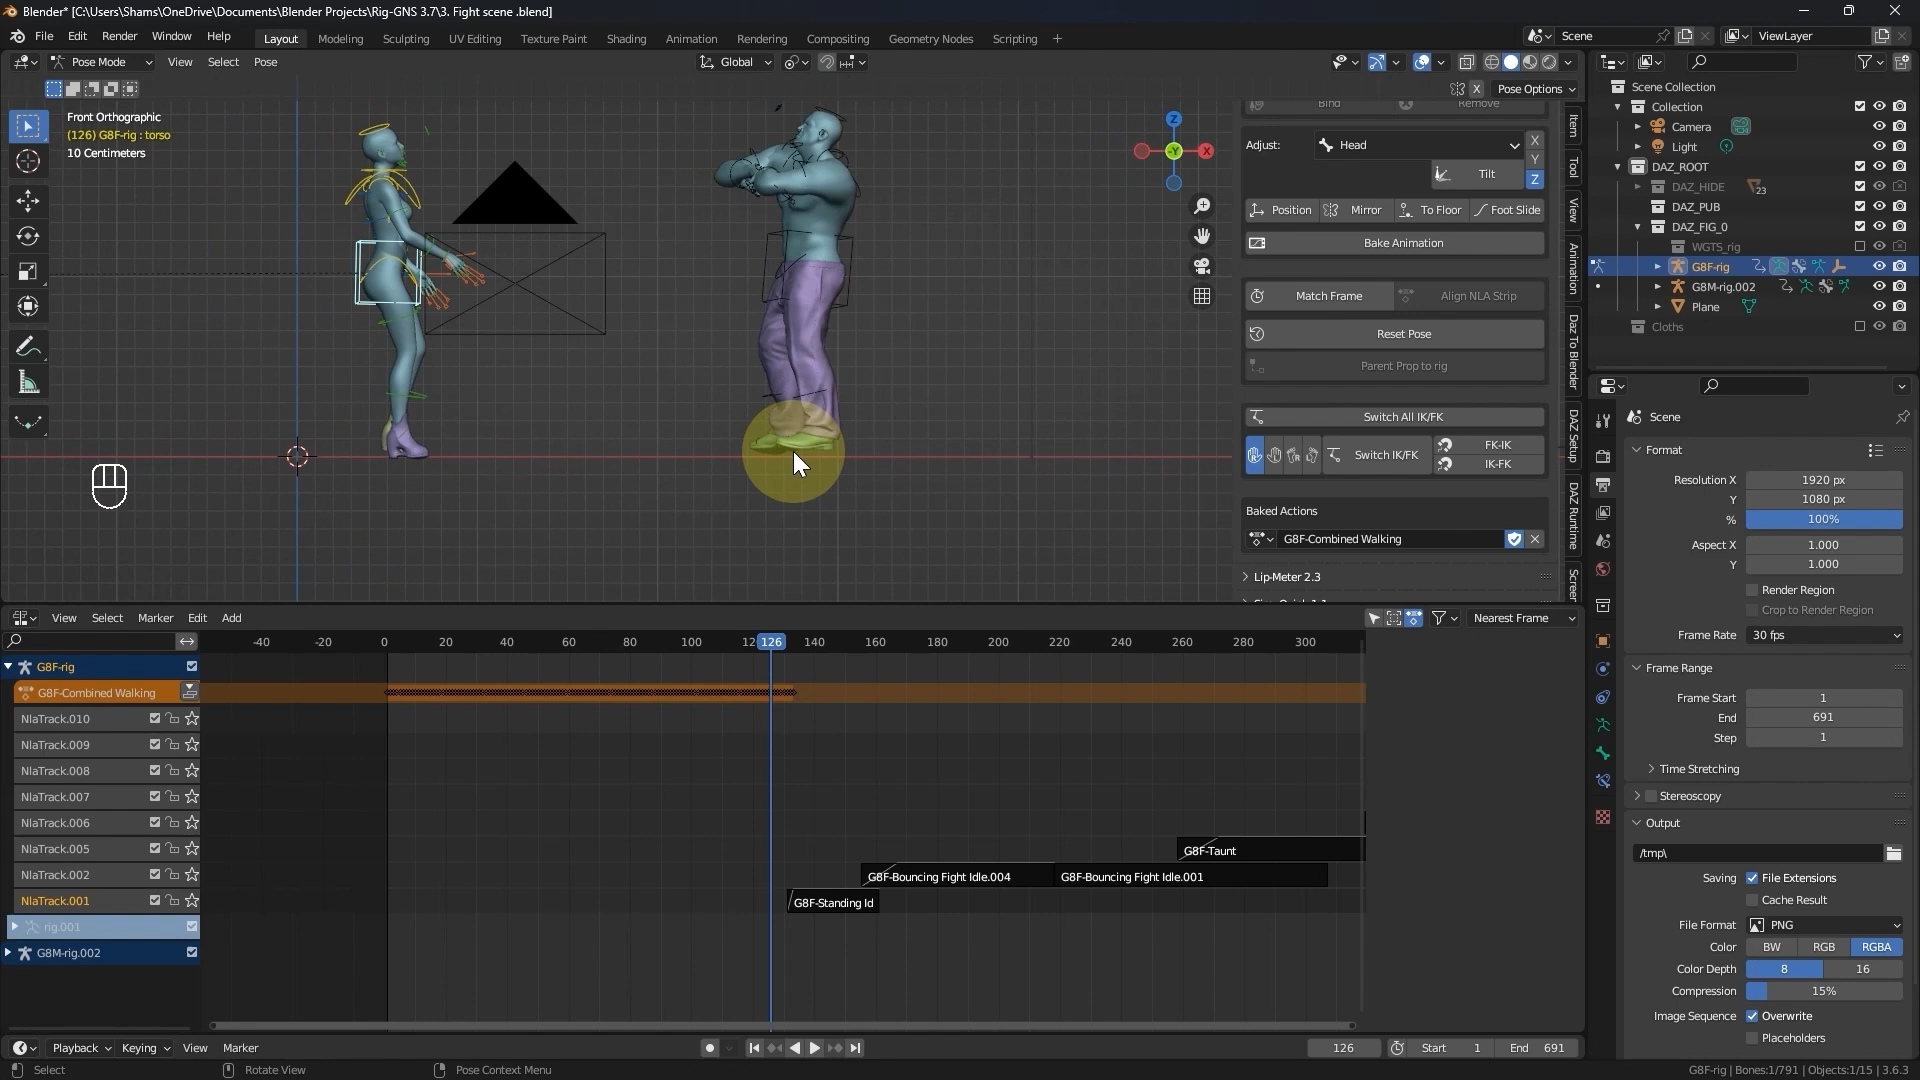 Blender* [C:\Users\Shams\OneDrive\Documents\Blender Projects\Rig-GNS 3.7\3. Fight scene .blend]
File Edit Render Window Help Layout Modeling Sculpting UV Editing Texture Paint Shading Animation Rendering Compositing Geometry Nodes Scripting + Scene ViewLayer
Pose Mode View Select Pose Global
X Pose Options
Front Orthographic
(126) G8F-rig : torso
10 Centimeters
Z
-Y
X
Bind Remove
Adjust: Head X
Y
Tilt Z
Position Mirror To Floor Foot Slide
Bake Animation
Match Frame Align NLA Strip
Reset Pose
Parent Prop to rig
Switch All IK/FK
Switch IK/FK FK-IK
IK-FK
Baked Actions
G8F-Combined Walking
Lip-Meter 2.3
Item
Tool
View
Animation
Daz To Blender
DAZ Setup
DAZ Runtime
Screen
Scene Collection
Collection
Camera
Light
DAZ_ROOT
DAZ_HIDE 23
DAZ_PUB
DAZ_FIG_0
WGTS_rig
G8F-rig
G8M-rig.002
Plane
Cloths
Scene
Format
Resolution X 1920 px
Y 1080 px
% 100%
Aspect X 1.000
Y 1.000
Render Region
Crop to Render Region
Frame Rate 30 fps
Frame Range
Frame Start 1
End 691
Step 1
Time Stretching
Stereoscopy
Output
/tmp\
Saving File Extensions
Cache Result
File Format PNG
Color BW RGB RGBA
Color Depth 8 16
Compression 15%
Image Sequence Overwrite
Placeholders
View Select Marker Edit Add Nearest Frame
-40 -20 0 20 40 60 80 100 12 126 140 160 180 200 220 240 260 280 300
G8F-rig
G8F-Combined Walking
NlaTrack.010
NlaTrack.009
NlaTrack.008
NlaTrack.007
NlaTrack.006
NlaTrack.005 G8F-Taunt
NlaTrack.002 G8F-Bouncing Fight Idle.004 G8F-Bouncing Fight Idle.001
NlaTrack.001 G8F-Standing Id
rig.001
G8M-rig.002
Playback Keying View Marker 126 Start 1 End 691
Select Rotate View Pose Context Menu G8F-rig | Bones:1/791 | Objects:1/15 | 3.6.3